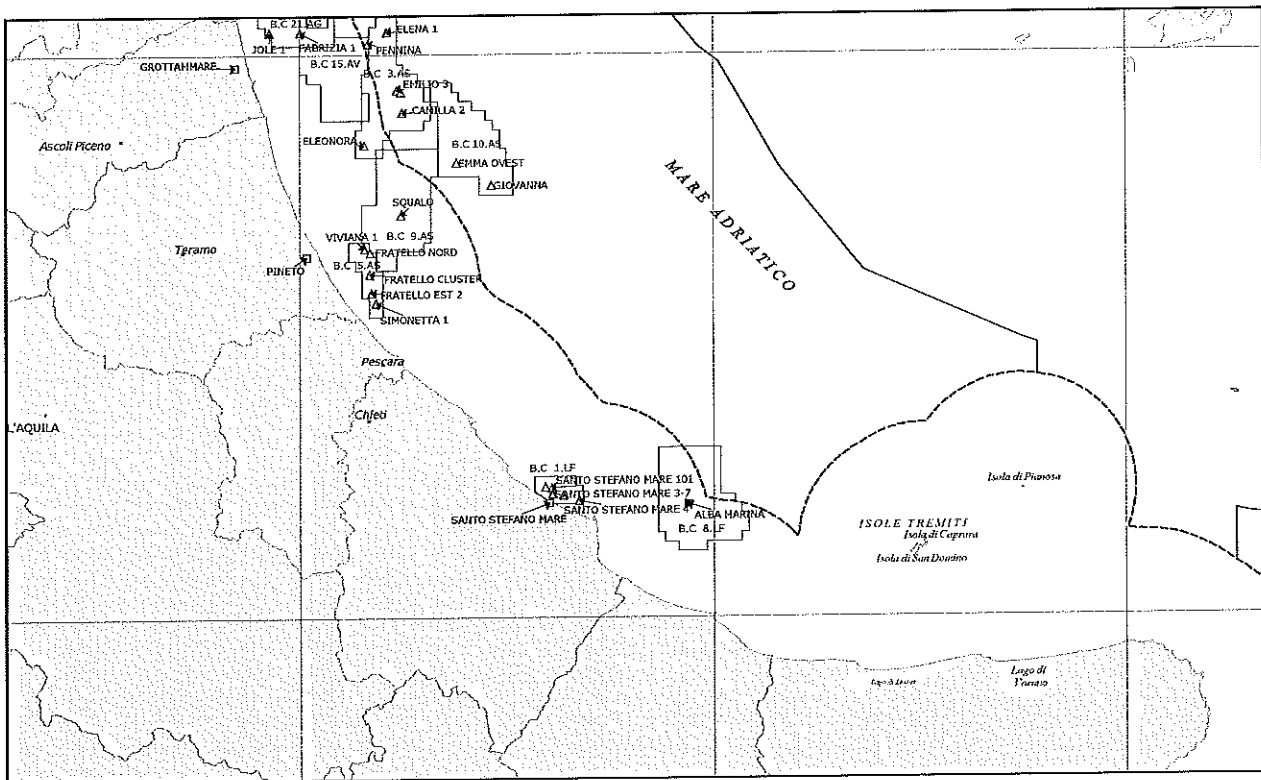 B.C 21.AG
ELENA 1
JOLE 1
FABRIZIA 1
PENNINA
GROTTAMMARE
B.C 15.AV
B.C 3.AS
EMILIO 3
CAMILLA 2
Ascoli Piceno
ELEONORA
B.C 10.AS
EMMA OVEST
GIOVANNA
MARE ADRIATICO
SQUALO
VIVIANA 1
B.C 9.AS
Teramo
FRATELLO NORD
PINETO
B.C 5.AS
FRATELLO CLUSTER
FRATELLO EST 2
SIMONETTA 1
Pescara
Chieti
L'AQUILA
B.C 1.LF
SANTO STEFANO MARE 101
Isola di Pianosa
SANTO STEFANO MARE 3-7
SANTO STEFANO MARE 4
SANTO STEFANO MARE
ALBA MARINA
B.C 8.LF
ISOLE TREMITI
Isola di Caprara
Isola di San Domino
Lago di
Varano